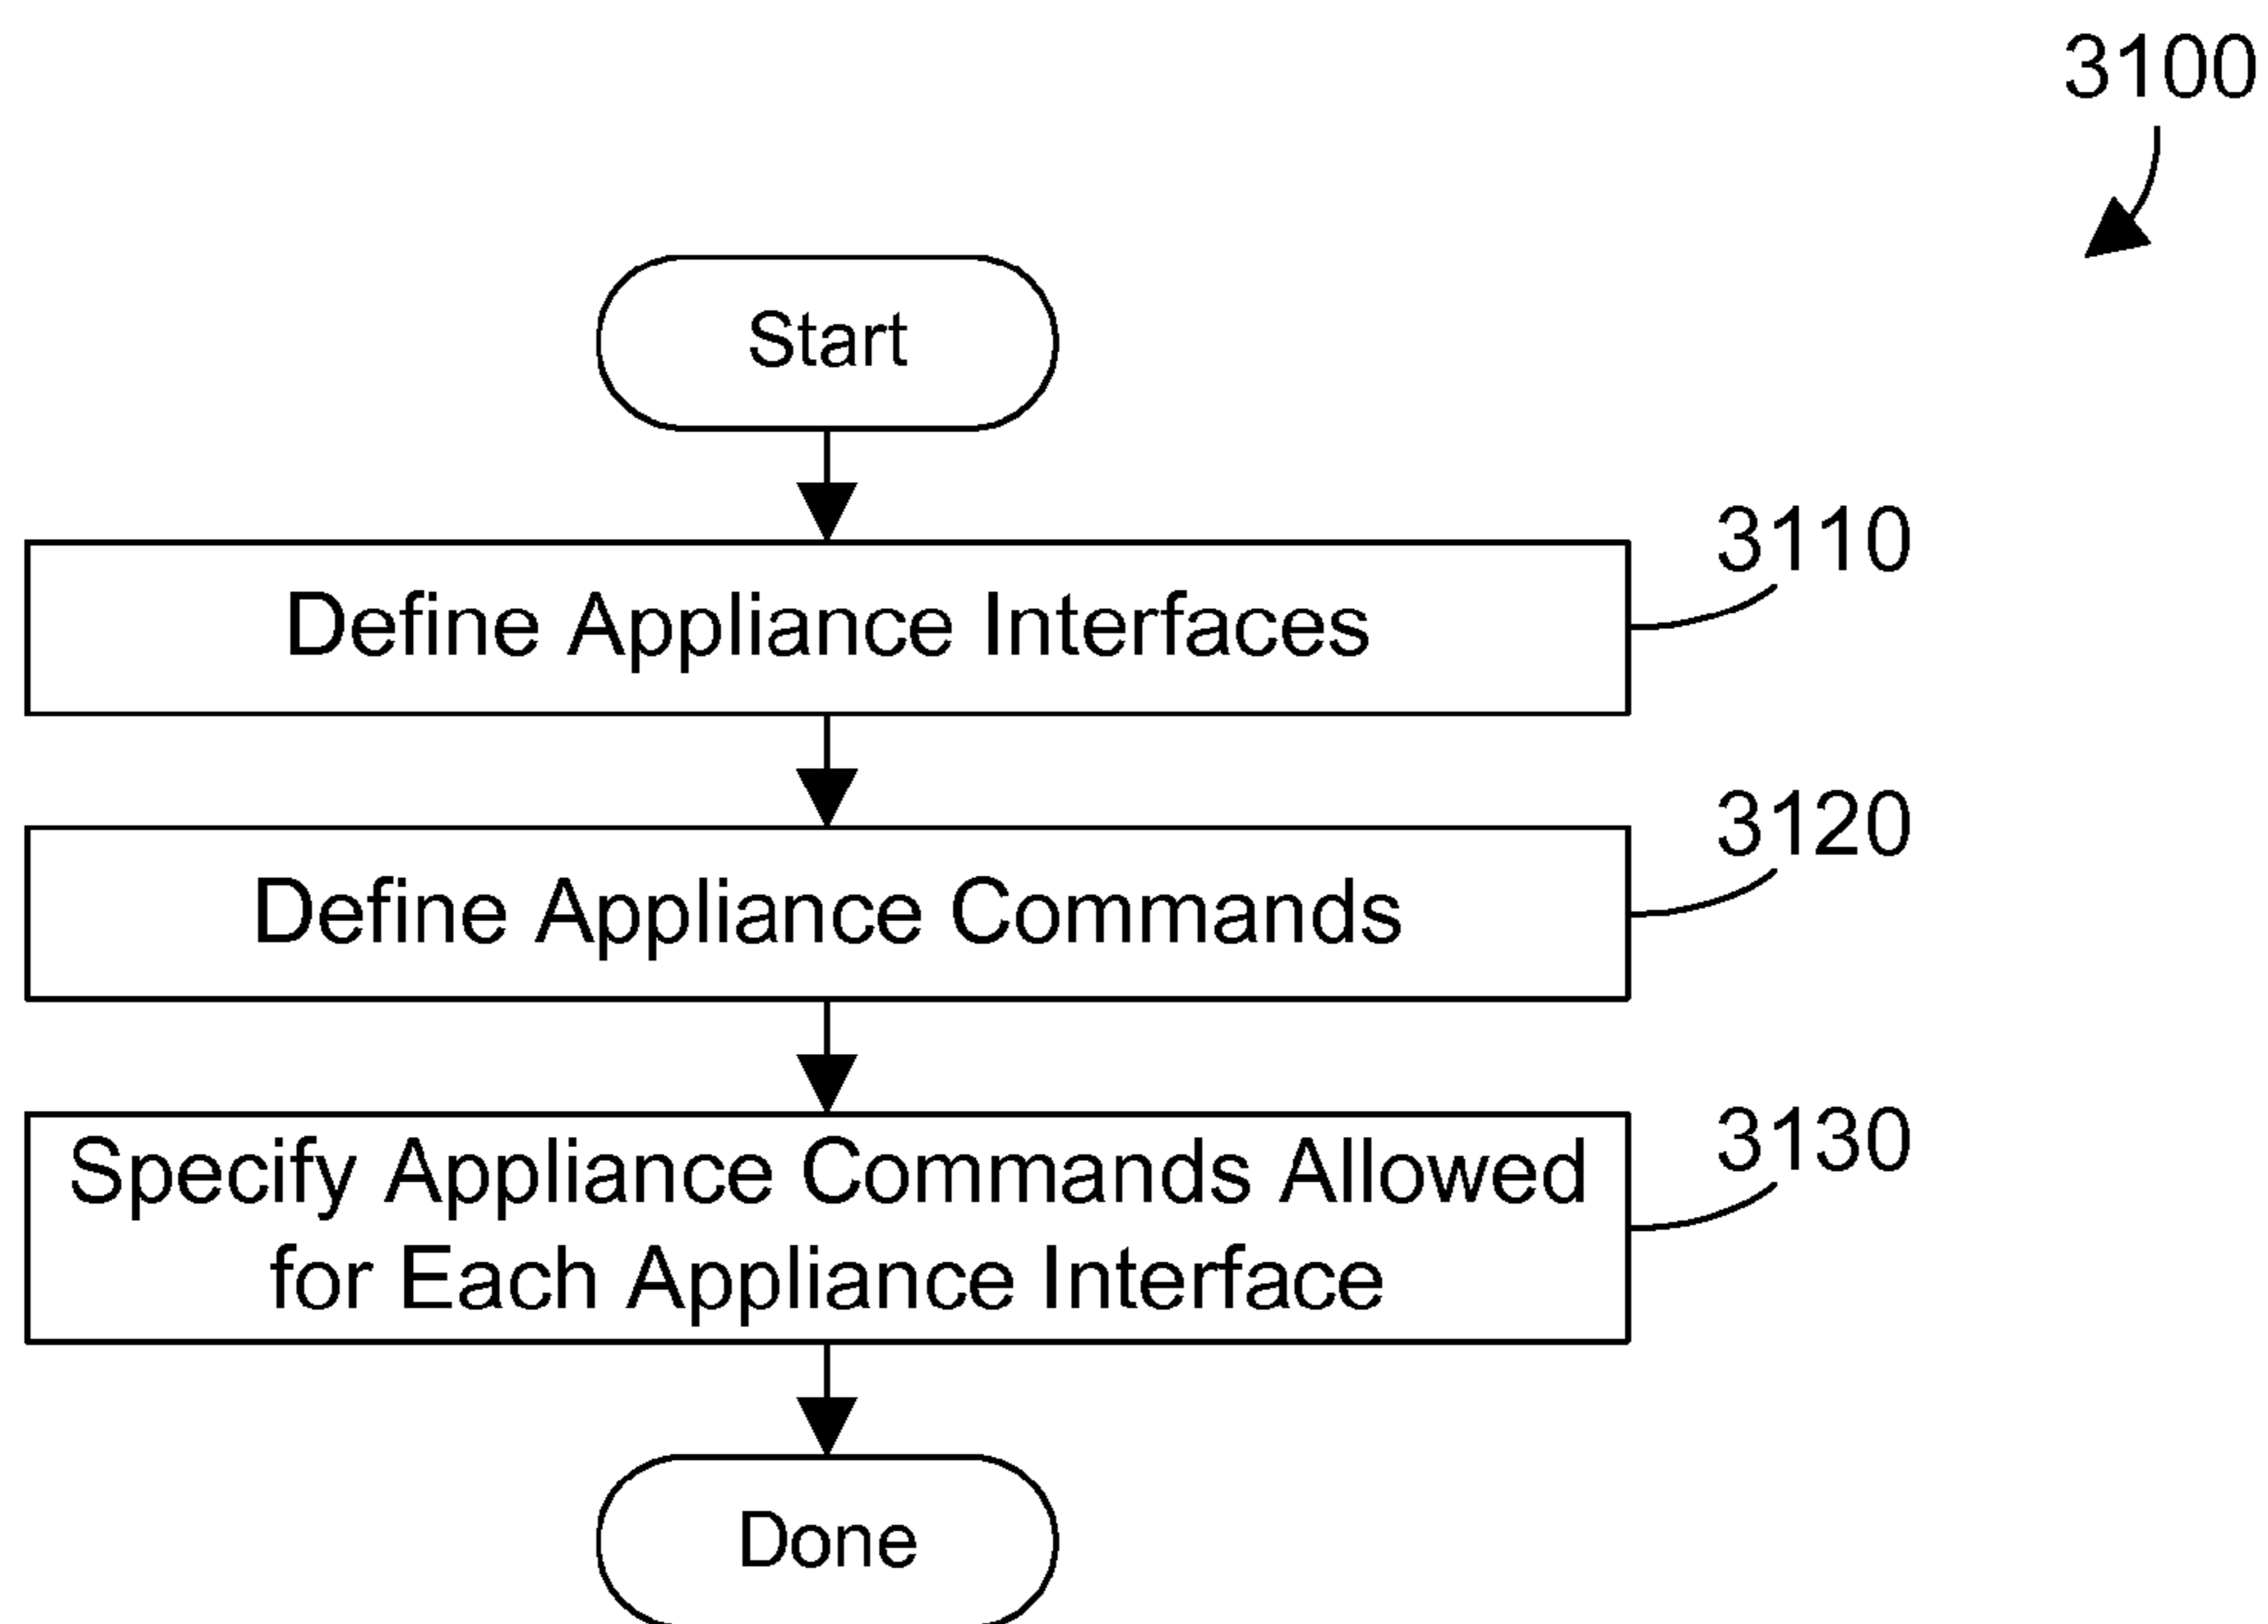 3100
Start
Define Appliance Interfaces
3110
Define Appliance Commands
3120
Specify Appliance Commands Allowed
for Each Appliance Interface
3130
Done